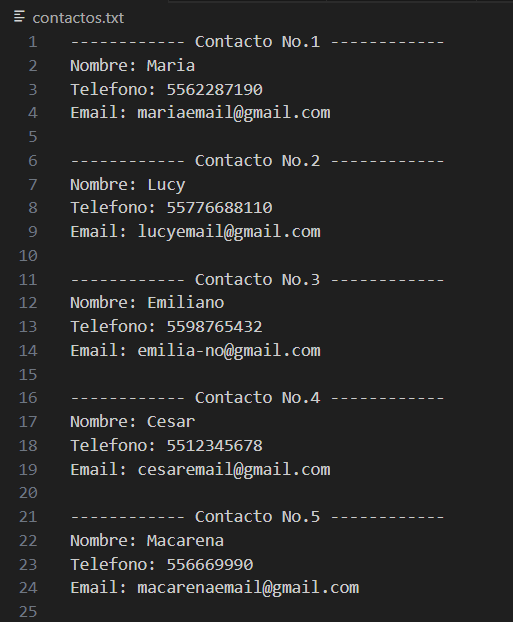 contactos.txt
1 ------------ Contacto No.1 ------------
2 Nombre: Maria
3 Telefono: 5562287190
4 Email: mariaemail@gmail.com
5
6 ------------ Contacto No.2 ------------
7 Nombre: Lucy
8 Telefono: 55776688110
9 Email: lucyemail@gmail.com
10
11 ------------ Contacto No.3 ------------
12 Nombre: Emiliano
13 Telefono: 5598765432
14 Email: emilia-no@gmail.com
15
16 ------------ Contacto No.4 ------------
17 Nombre: Cesar
18 Telefono: 5512345678
19 Email: cesaremail@gmail.com
20
21 ------------ Contacto No.5 ------------
22 Nombre: Macarena
23 Telefono: 556669990
24 Email: macarenaemail@gmail.com
25